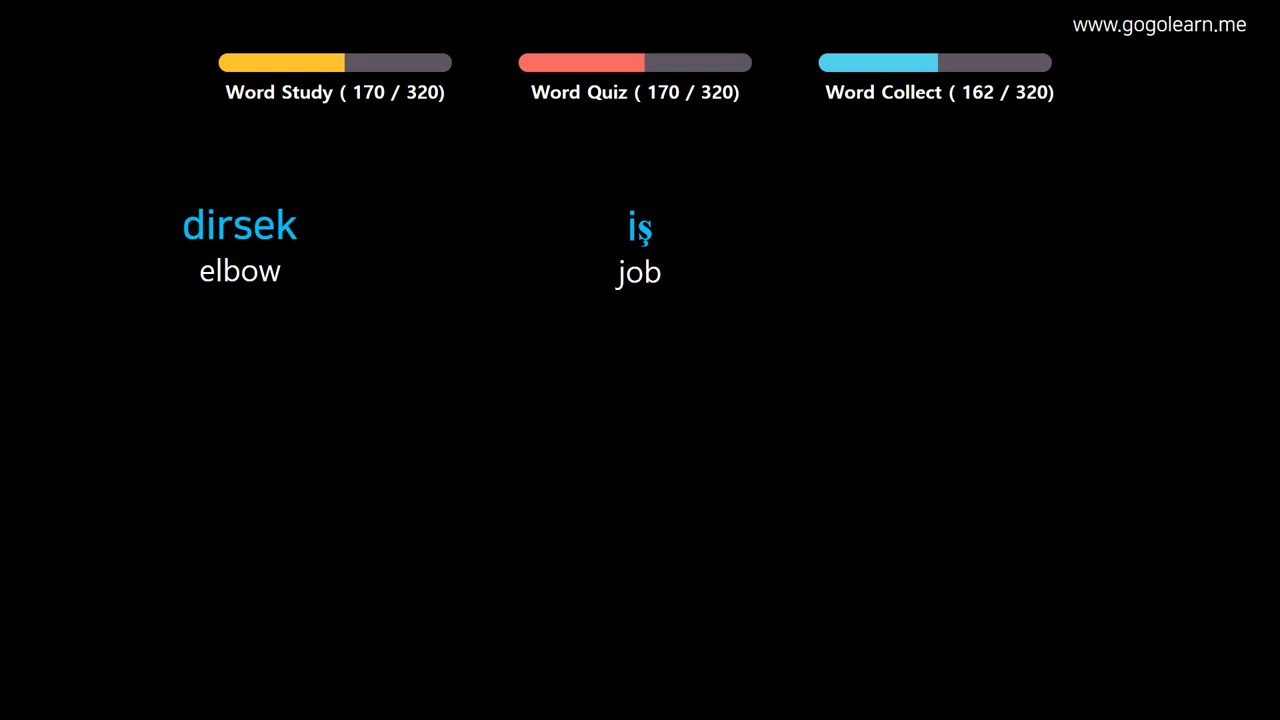 www.gogolearn.me
Word Study ( 170 / 320)
Word Quiz ( 170 / 320)
Word Collect ( 162 / 320)
dirsek
elbow
iş
job